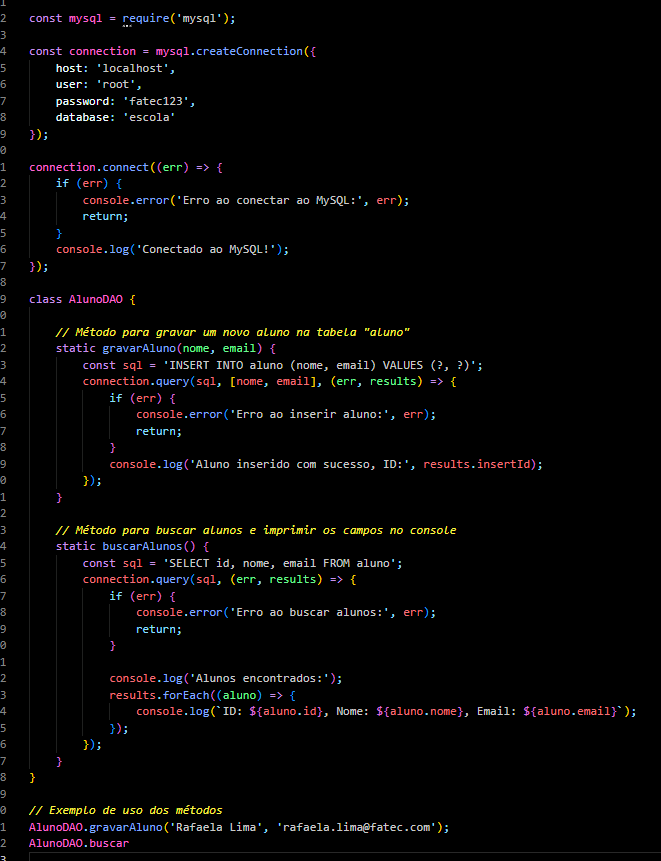 1
2 const mysql = require('mysql');
3
4 const connection = mysql.createConnection({
5 host: 'localhost',
6 user: 'root',
7 password: 'fatec123',
8 database: 'escola'
9 });
0
1 connection.connect((err) => {
2 if (err) {
3 console.error('Erro ao conectar ao MySQL:', err);
4 return;
5 }
6 console.log('Conectado ao MySQL!');
7 });
8
9 class AlunoDAO {
0
1 // Método para gravar um novo aluno na tabela "aluno"
2 static gravarAluno(nome, email) {
3 const sql = 'INSERT INTO aluno (nome, email) VALUES (?, ?)';
4 connection.query(sql, [nome, email], (err, results) => {
5 if (err) {
6 console.error('Erro ao inserir aluno:', err);
7 return;
8 }
9 console.log('Aluno inserido com sucesso, ID:', results.insertId);
0 });
1 }
2
3 // Método para buscar alunos e imprimir os campos no console
4 static buscarAlunos() {
5 const sql = 'SELECT id, nome, email FROM aluno';
6 connection.query(sql, (err, results) => {
7 if (err) {
8 console.error('Erro ao buscar alunos:', err);
9 return;
0 }
1
2 console.log('Alunos encontrados:');
3 results.forEach((aluno) => {
4 console.log(`ID: ${aluno.id}, Nome: ${aluno.nome}, Email: ${aluno.email}`);
5 });
6 });
7 }
8 }
9
0 // Exemplo de uso dos métodos
1 AlunoDAO.gravarAluno('Rafaela Lima', 'rafaela.lima@fatec.com');
2 AlunoDAO.buscar
3